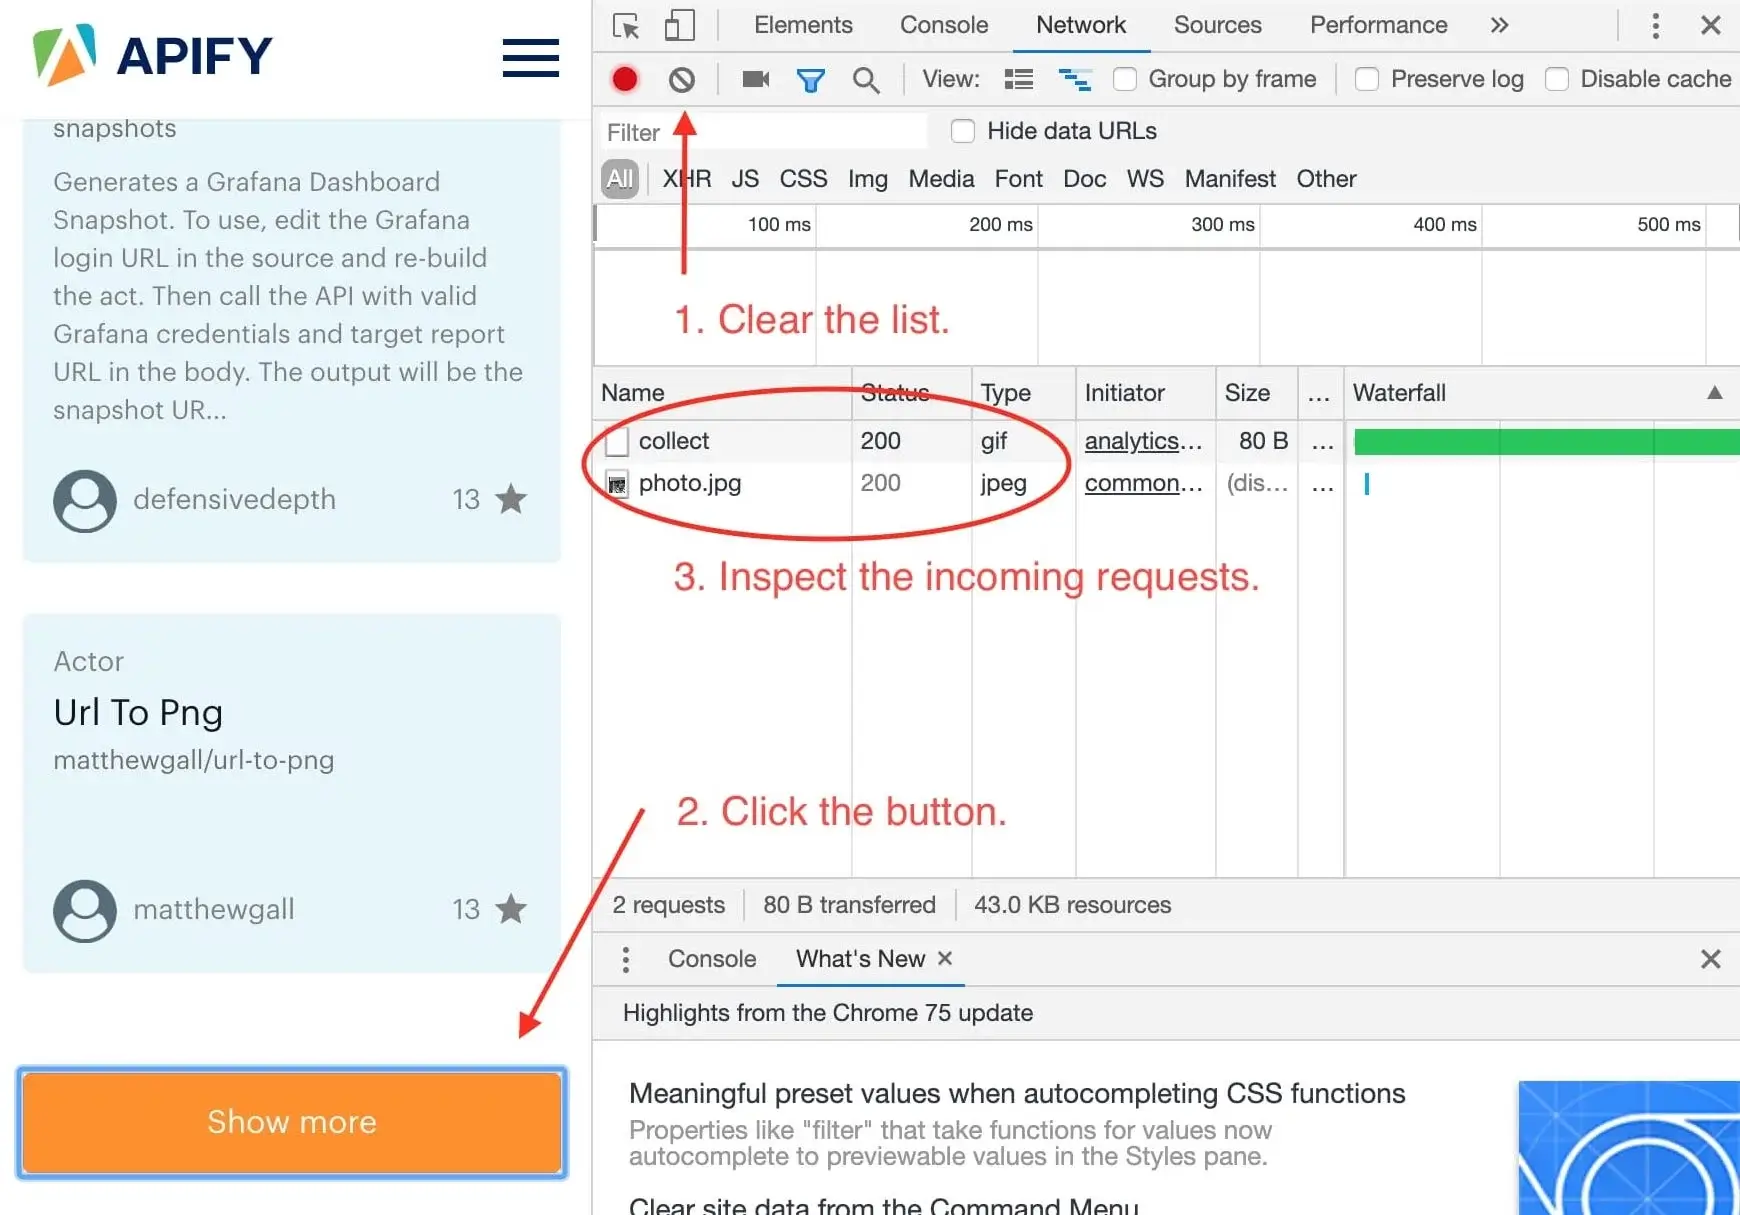 APIFY
snapshots
Generates a Grafana Dashboard
Snapshot. To use, edit the Grafana
login URL in the source and re-build
the act. Then call the API with valid
Grafana credentials and target report
URL in the body. The output will be the
snapshot UR...
defensivedepth 13
Actor
Url To Png
matthewgall/url-to-png
matthewgall 13
Show more
Elements Console Network Sources Performance »
View: Group by frame Preserve log Disable cache
Filter Hide data URLs
All XHR JS CSS Img Media Font Doc WS Manifest Other
100 ms 200 ms 300 ms 400 ms 500 ms
1. Clear the list.
Name Status Type Initiator Size ... Waterfall
collect 200 gif analytics... 80 B ...
photo.jpg 200 jpeg common... (dis... ...
3. Inspect the incoming requests.
2. Click the button.
2 requests 80 B transferred 43.0 KB resources
Console What's New
Highlights from the Chrome 75 update
Meaningful preset values when autocompleting CSS functions
Properties like "filter" that take functions for values now
autocomplete to previewable values in the Styles pane.
Clear site data from the Command Menu